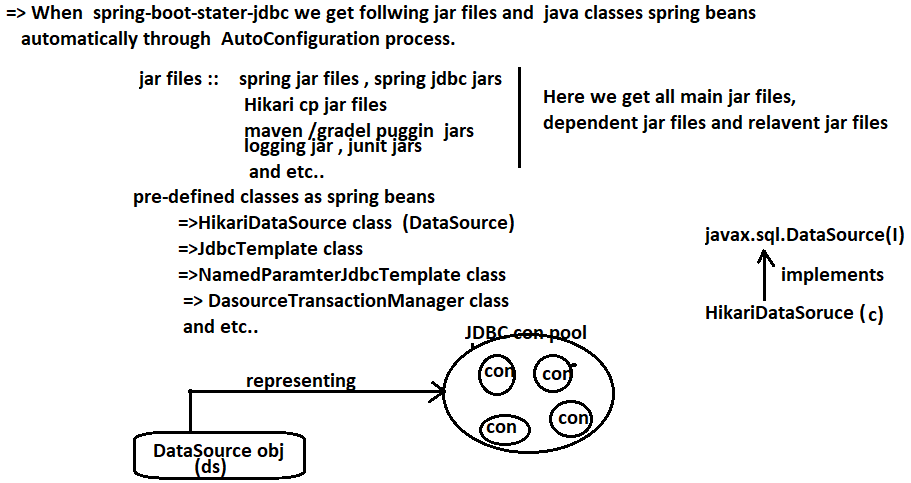 => When spring-boot-stater-jdbc we get follwing jar files and java classes spring beans
automatically through AutoConfiguration process.
jar files :: spring jar files , spring jdbc jars
Hikari cp jar files
maven /gradel puggin jars
logging jar , junit jars
and etc..
Here we get all main jar files,
dependent jar files and relavent jar files
pre-defined classes as spring beans
=>HikariDataSource class (DataSource)
=>JdbcTemplate class
=>NamedParamterJdbcTemplate class
=> DasourceTransactionManager class
and etc..
javax.sql.DataSource(I)
implements
HikariDataSoruce (c)
JDBC con pool
con
con
con
con
representing
DataSource obj
(ds)